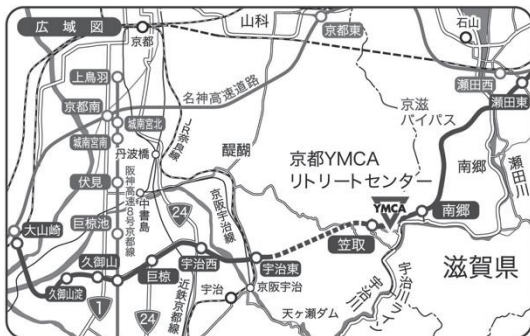 広域図
京都
山科
京都東
石山
瀬田西
瀬田東
上鳥羽
京都南
城南宮北
城南宮南
名神高速道路
JR奈良線
丹波橋
醍醐
京滋
バイパス
瀬田川
南郷
京都YMCA
リトリートセンター
YMCA
南郷
笠取
伏見
阪神高速8号京都線
中書島
24
京阪宇治線
大山崎
巨椋池
久御山
久御山淀
巨椋
宇治西
宇治東
宇治
京阪宇治
近鉄京都線
1
24
天ヶ瀬ダム
宇治川
宇治川ライン
滋賀県